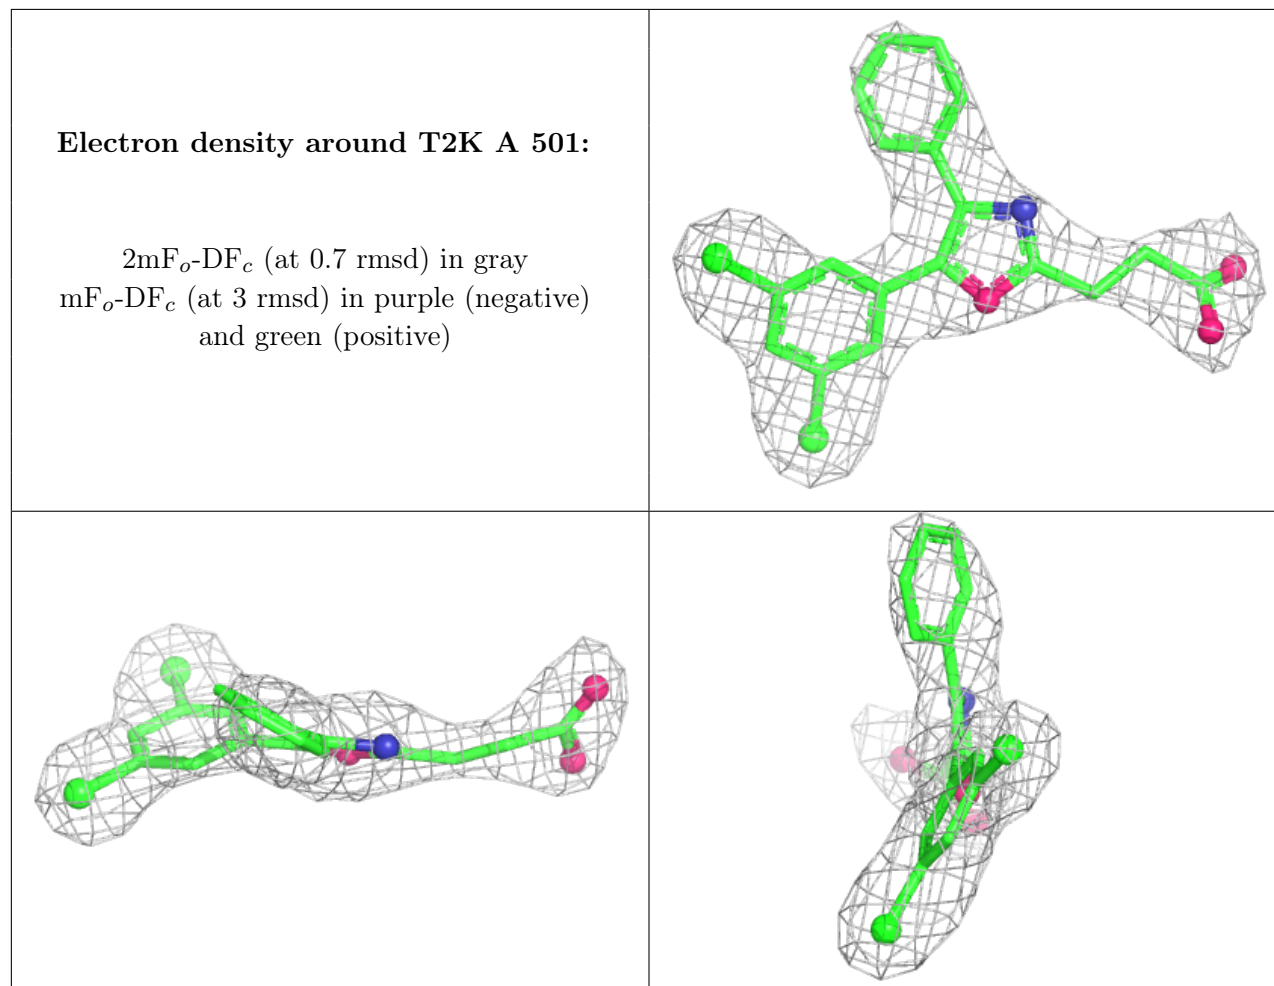 Electron density around T2K A 501:
2mFo-DFc (at 0.7 rmsd) in gray
mFo-DFc (at 3 rmsd) in purple (negative)
and green (positive)